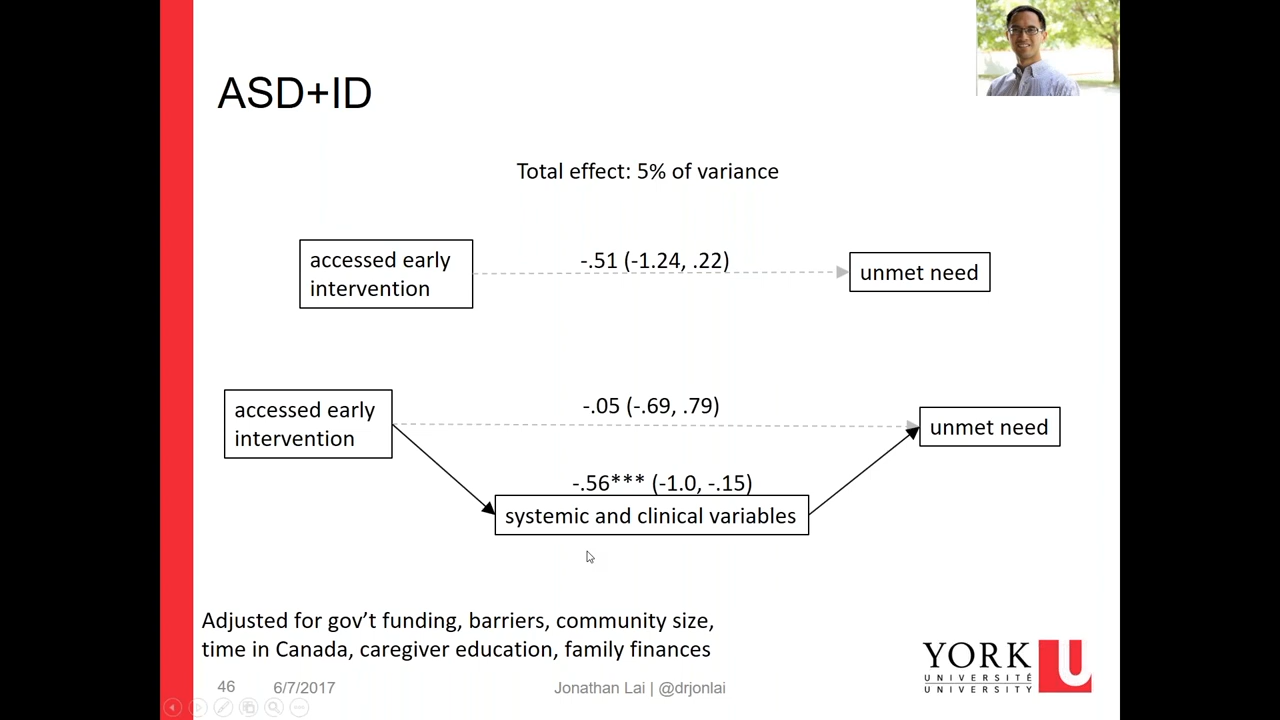 ASD+ID
Total effect: 5% of variance
accessed early
intervention
-.51 (-1.24, .22)
unmet need
accessed early
intervention
-.05 (-.69, .79)
unmet need
-.56*** (-1.0, -.15)
systemic and clinical variables
Adjusted for gov’t funding, barriers, community size,
time in Canada, caregiver education, family finances
46
6/7/2017
Jonathan Lai | @drjonlai
YORK U
UNIVERSITÉ
UNIVERSITY